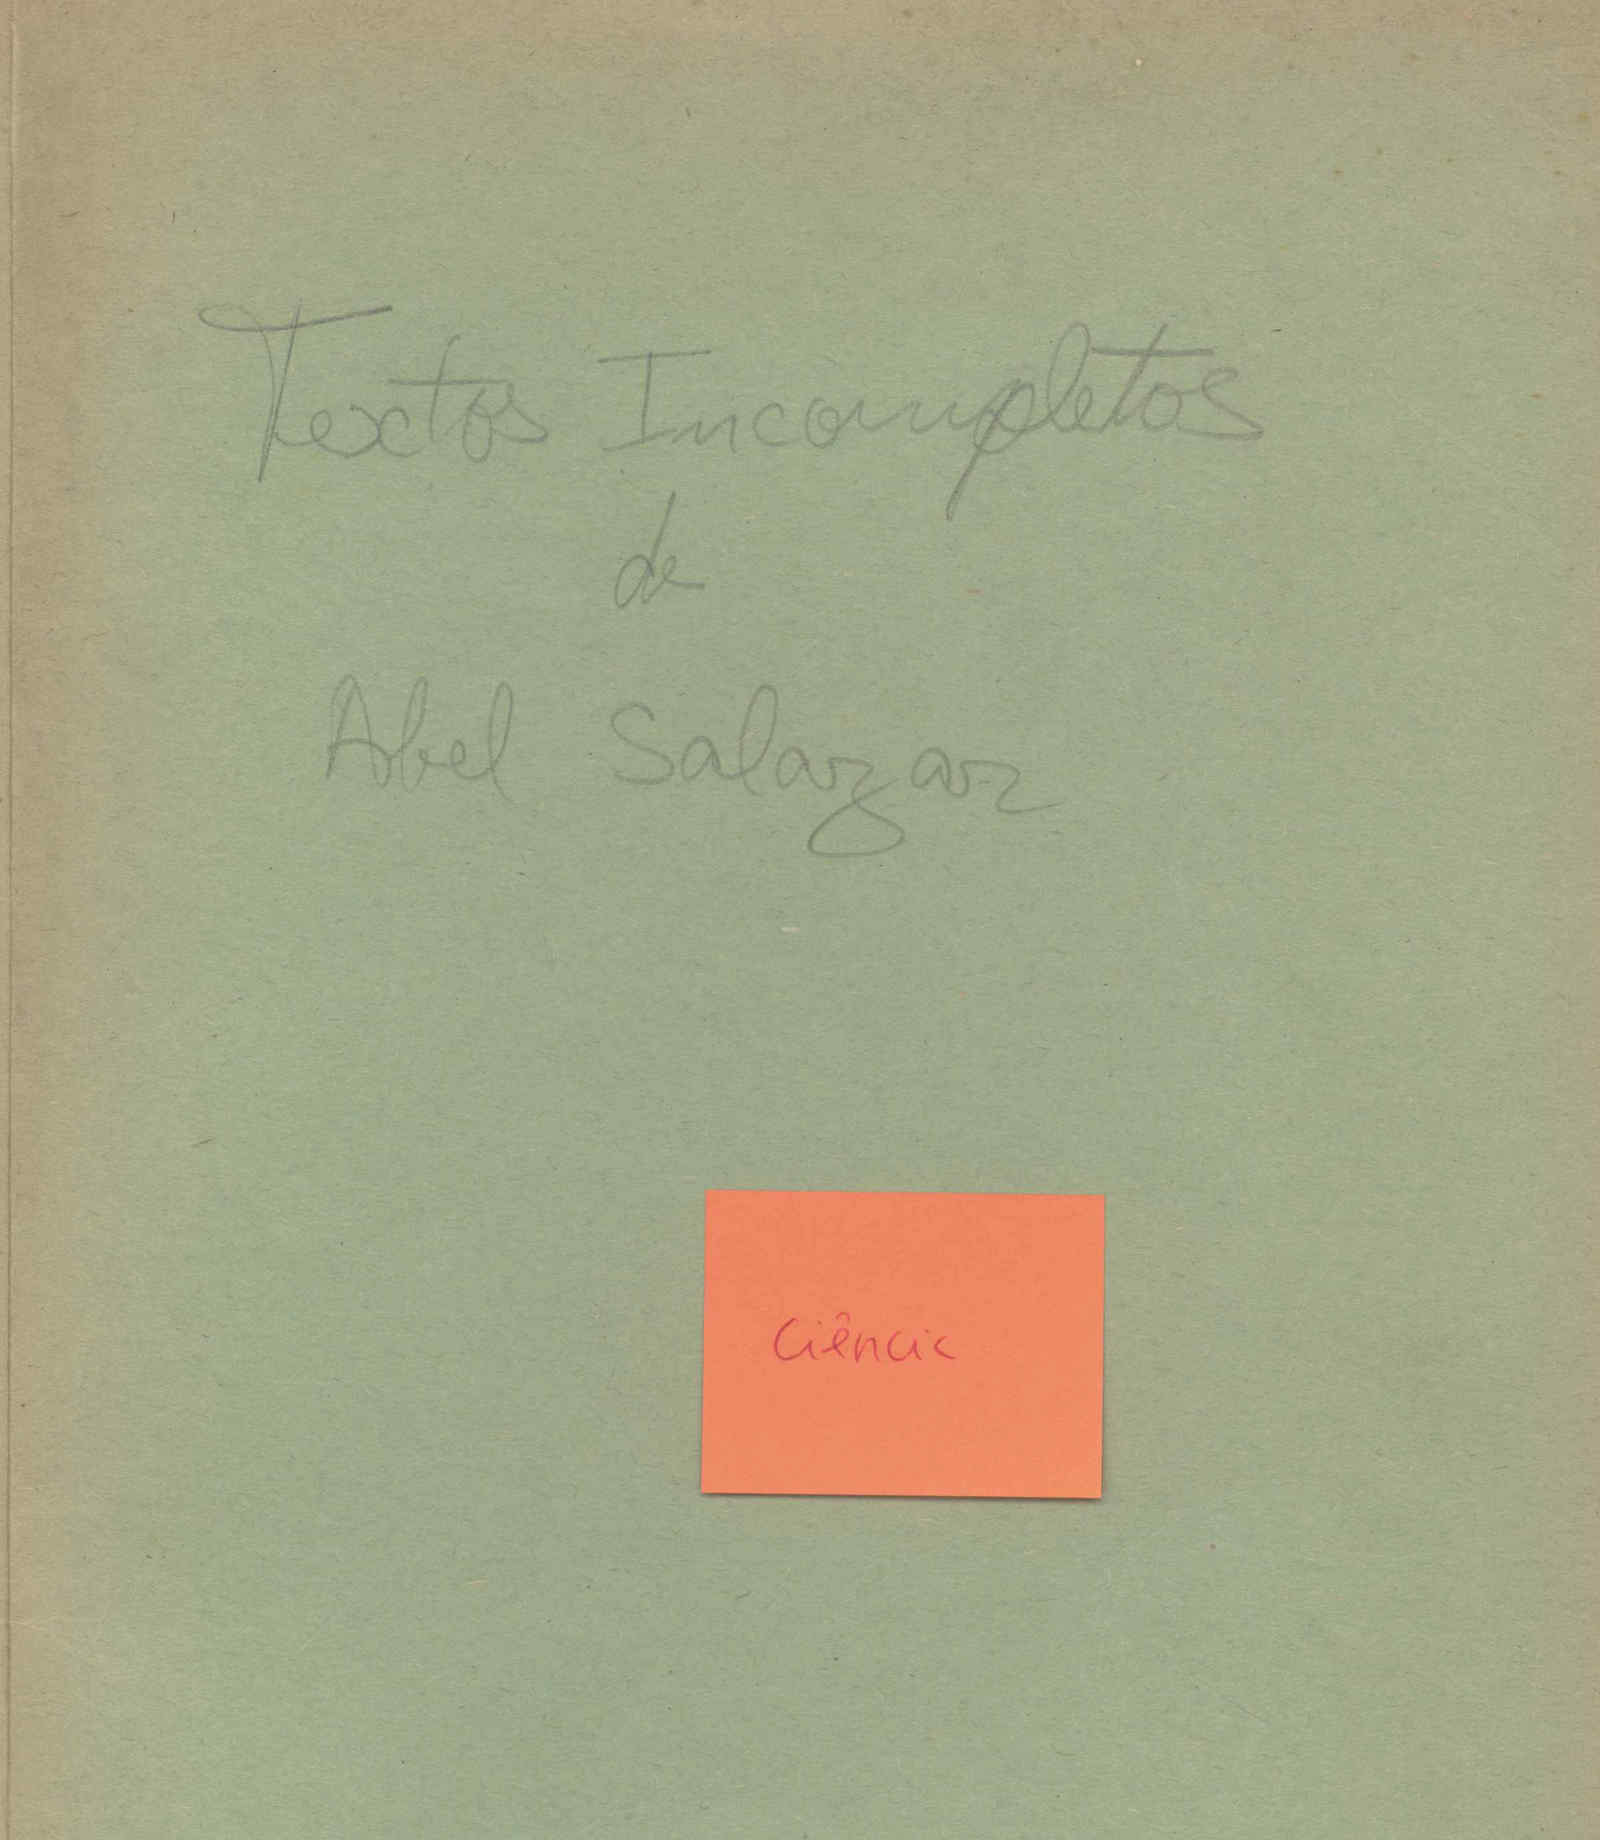 Textos Incompletos
de
Abel Salazar
Ciência